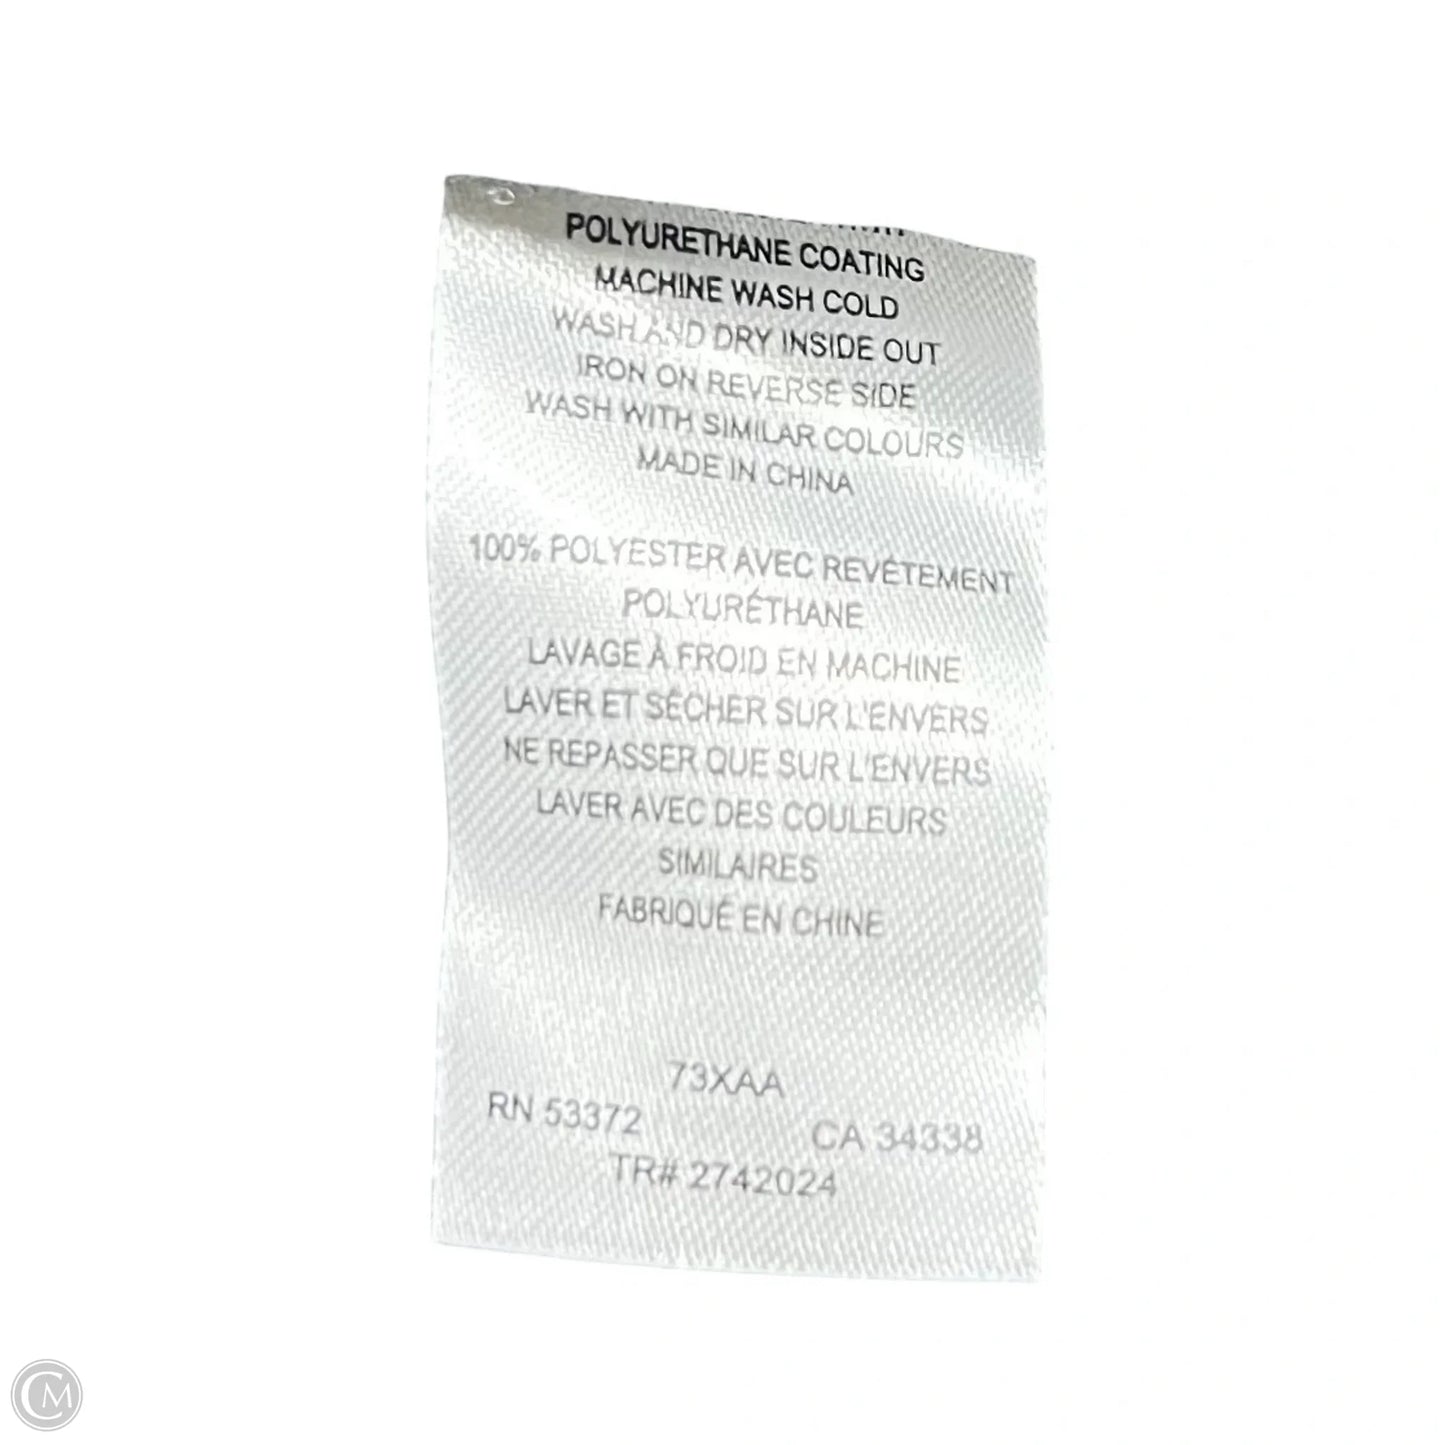 POLYURETHANE COATING
MACHINE WASH COLD
WASH AND DRY INSIDE OUT
IRON ON REVERSE SIDE
WASH WITH SIMILAR COLOURS
MADE IN CHINA
100% POLYESTER AVEC REVÊTEMENT
POLYURÉTHANE
LAVAGE À FROID EN MACHINE
LAVER ET SÉCHER SUR L'ENVERS
NE REPASSER QUE SUR L'ENVERS
LAVER AVEC DES COULEURS
SIMILAIRES
FABRIQUÉ EN CHINE
73XAA
RN 53372
CA 34338
TR# 2742024
CM